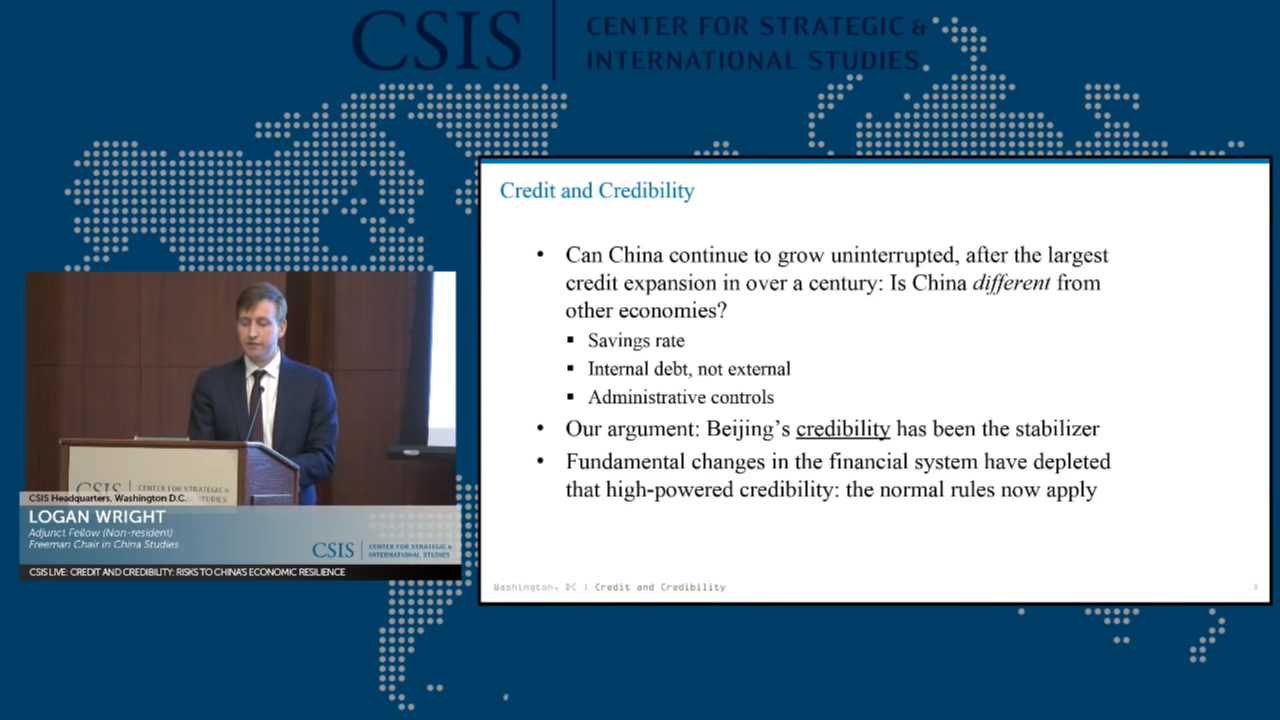 CSIS
CENTER FOR STRATEGIC &
INTERNATIONAL STUDIES
Credit and Credibility
• Can China continue to grow uninterrupted, after the largest
credit expansion in over a century: Is China different from
other economies?
▪ Savings rate
▪ Internal debt, not external
▪ Administrative controls
• Our argument: Beijing's credibility has been the stabilizer
• Fundamental changes in the financial system have depleted
that high-powered credibility: the normal rules now apply
Washington, DC | Credit and Credibility
CSIS
CENTER FOR STRATEGIC &
STUDIES
CSIS Headquarters, Washington D.C.
LOGAN WRIGHT
Adjunct Fellow (Non-resident)
Freeman Chair in China Studies
CSIS
CENTER FOR STRATEGIC &
INTERNATIONAL STUDIES
CSIS LIVE: CREDIT AND CREDIBILITY: RISKS TO CHINA'S ECONOMIC RESILIENCE